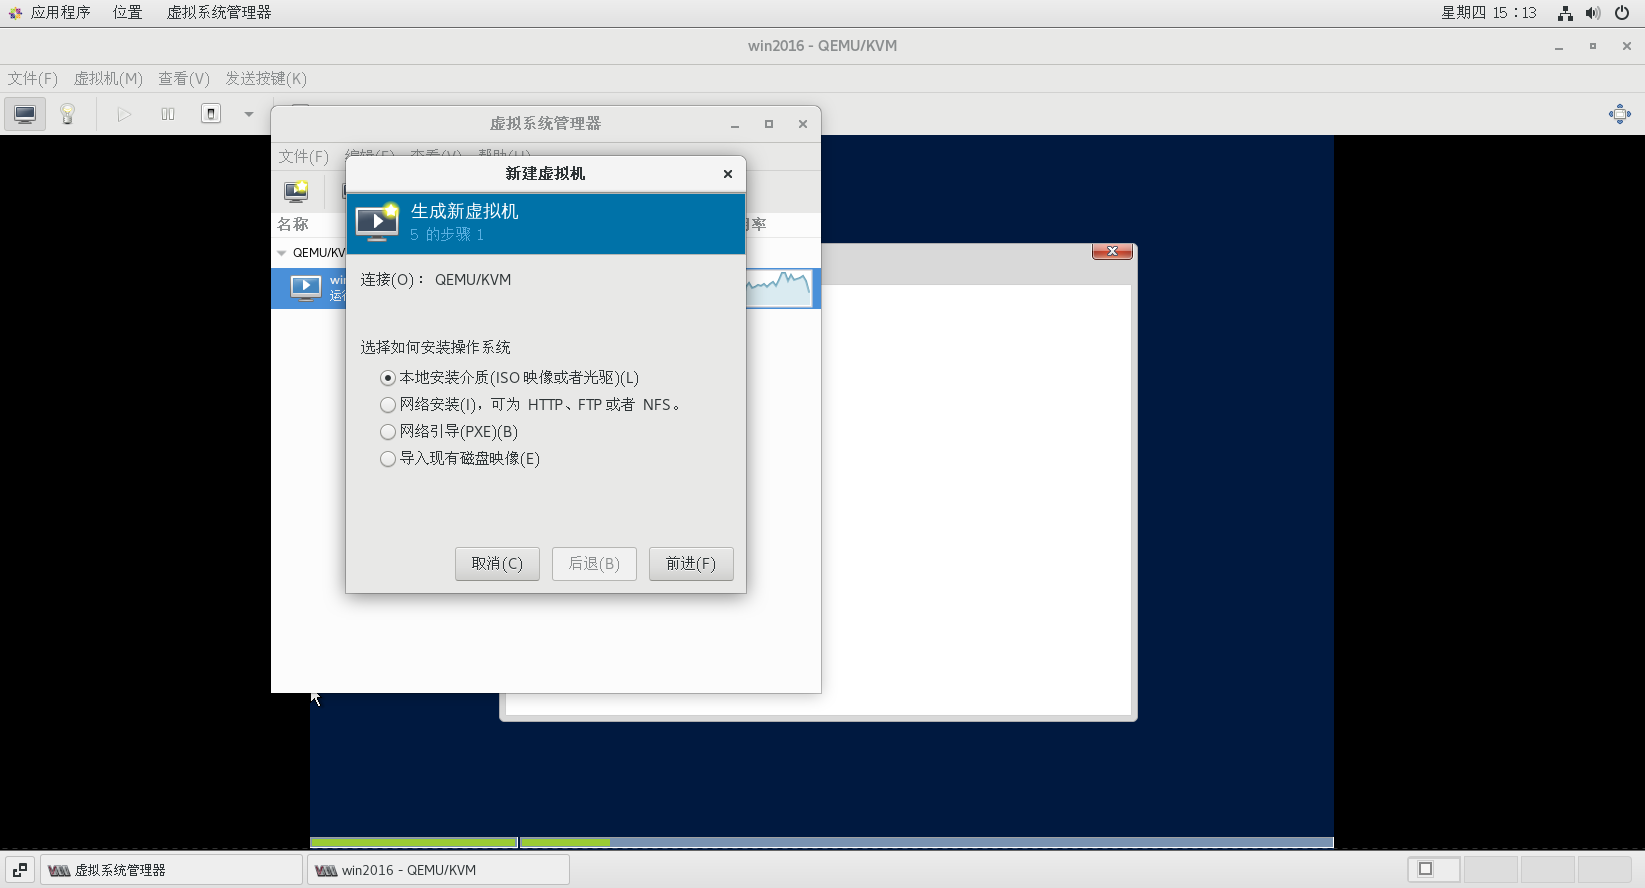 应用程序 位置 虚拟系统管理器 星期四 15：13
win2016 - QEMU/KVM
文件(F) 虚拟机(M) 查看(V) 发送按键(K)
虚拟系统管理器
文件(F) 编辑(E) 查看(V) 帮助(H)
新建虚拟机
生成新虚拟机
5 的步骤 1
名称
QEMU/KV
连接(O)： QEMU/KVM
选择如何安装操作系统
本地安装介质(ISO 映像或者光驱)(L)
网络安装(I)，可为 HTTP、FTP 或者 NFS。
网络引导(PXE)(B)
导入现有磁盘映像(E)
取消(C) 后退(B) 前进(F)
虚拟系统管理器 win2016 - QEMU/KVM